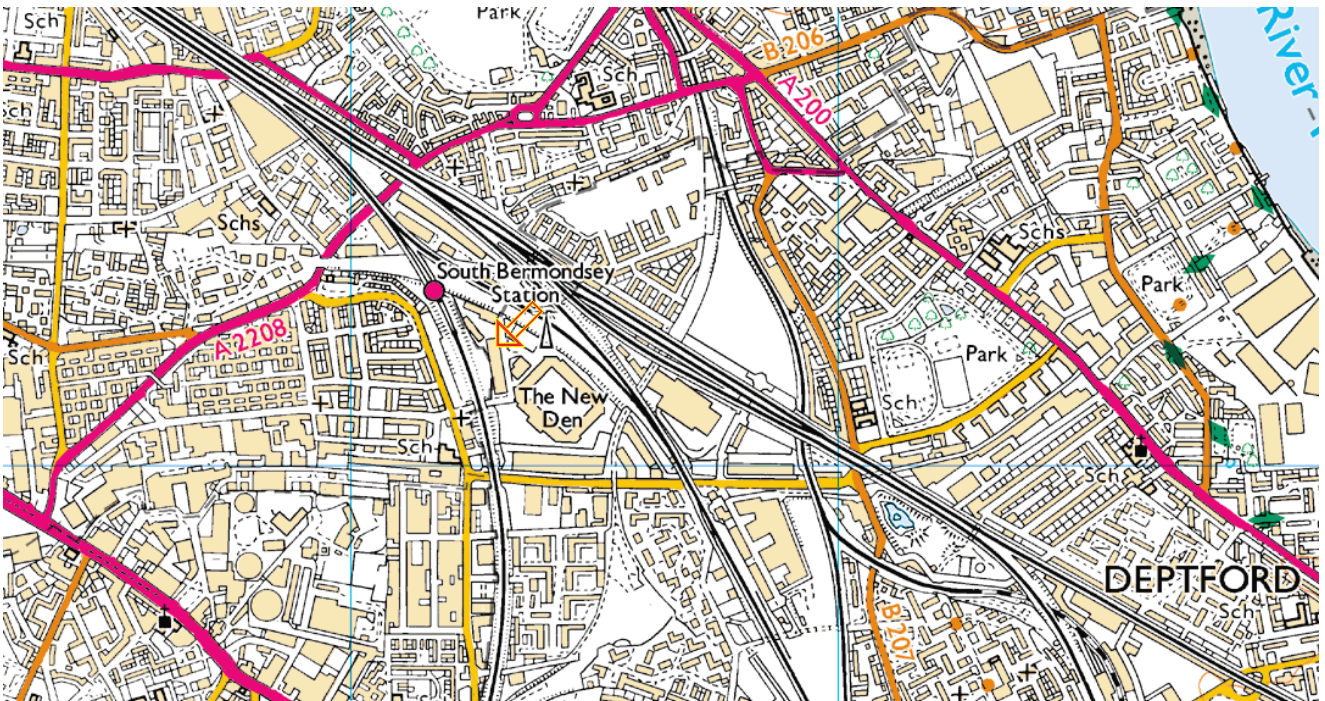 Sch
Park
B 206
River
Sch
A 200
ch
Schs
Schs
South Bermondsey
Station
Park
A 2208
Sch
Park
The New
Den
Sch
Sch
Sch
DEPTFORD
Sch
B 207